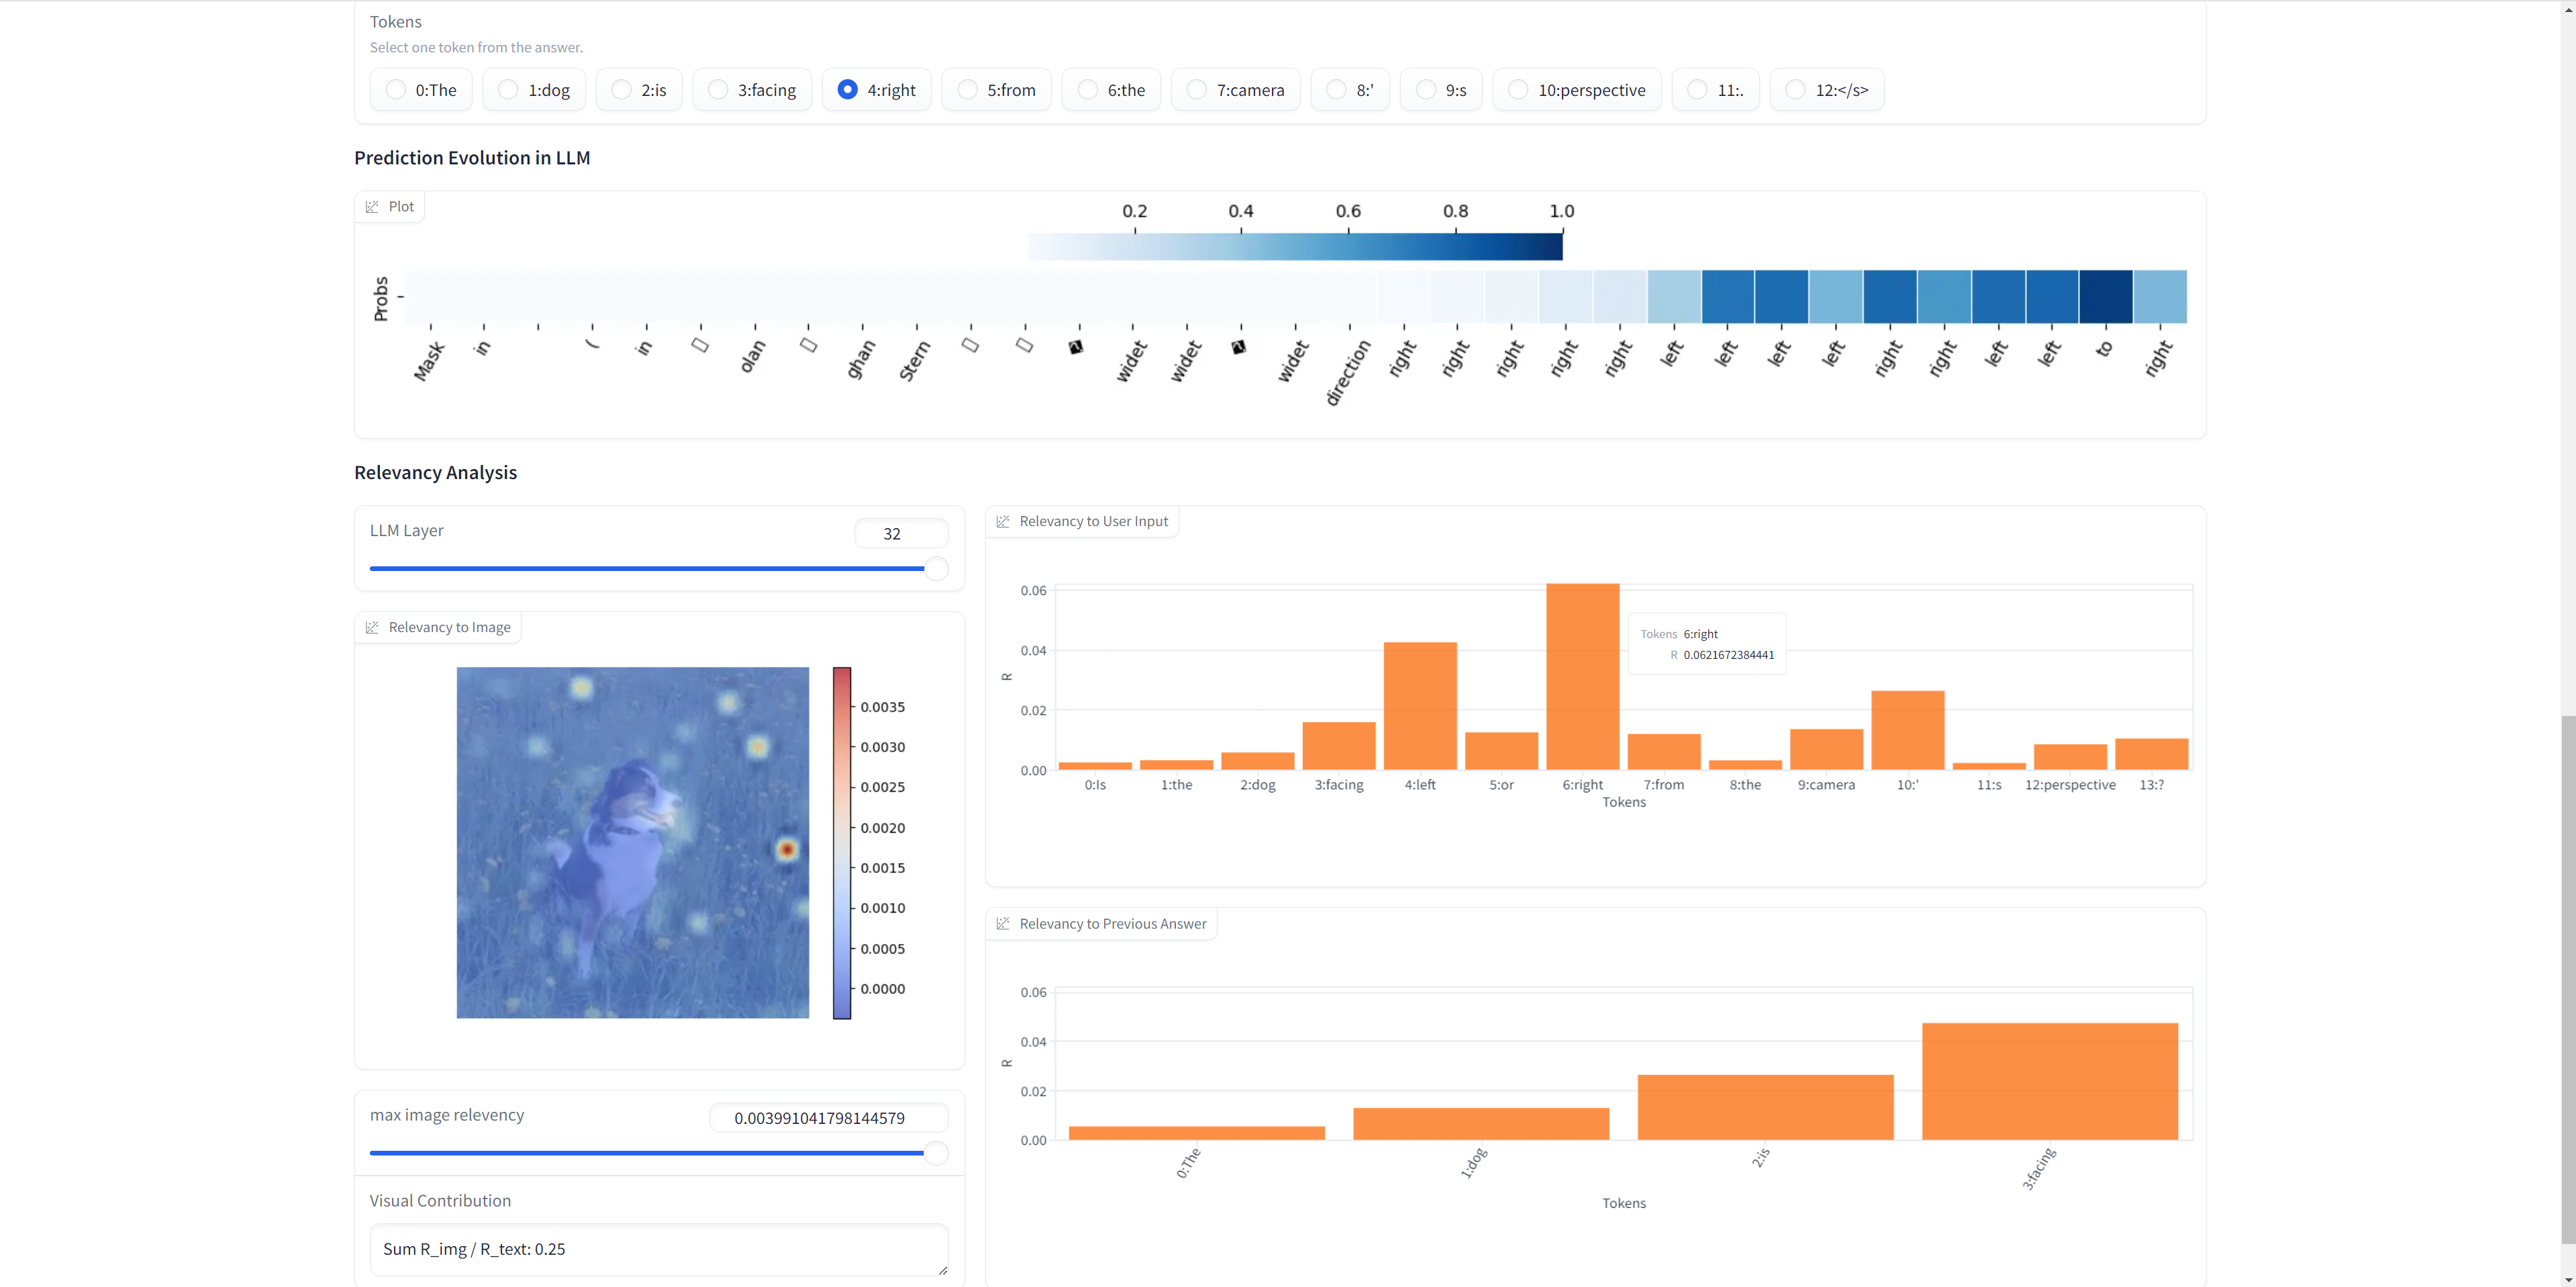 Tokens
Select one token from the answer.
0:The 1:dog 2:is 3:facing 4:right 5:from 6:the 7:camera 8:' 9:s 10:perspective 11:. 12:</s>
Prediction Evolution in LLM
Plot
0.2 0.4 0.6 0.8 1.0
Probs
Mask in ( in olan ghan Stern widet widet widet direction right right right right right left left left left right right left left to right
Relevancy Analysis
LLM Layer
32
Relevancy to Image
0.0035
0.0030
0.0025
0.0020
0.0015
0.0010
0.0005
0.0000
max image relevency
0.003991041798144579
Visual Contribution
Sum R_img / R_text: 0.25
Relevancy to User Input
0.06
0.04
0.02
0.00
R
Tokens 6:right
R 0.0621672384441
0:Is 1:the 2:dog 3:facing 4:left 5:or 6:right 7:from 8:the 9:camera 10:' 11:s 12:perspective 13:?
Tokens
Relevancy to Previous Answer
0.06
0.04
0.02
0.00
R
0:The 1:dog 2:is 3:facing
Tokens